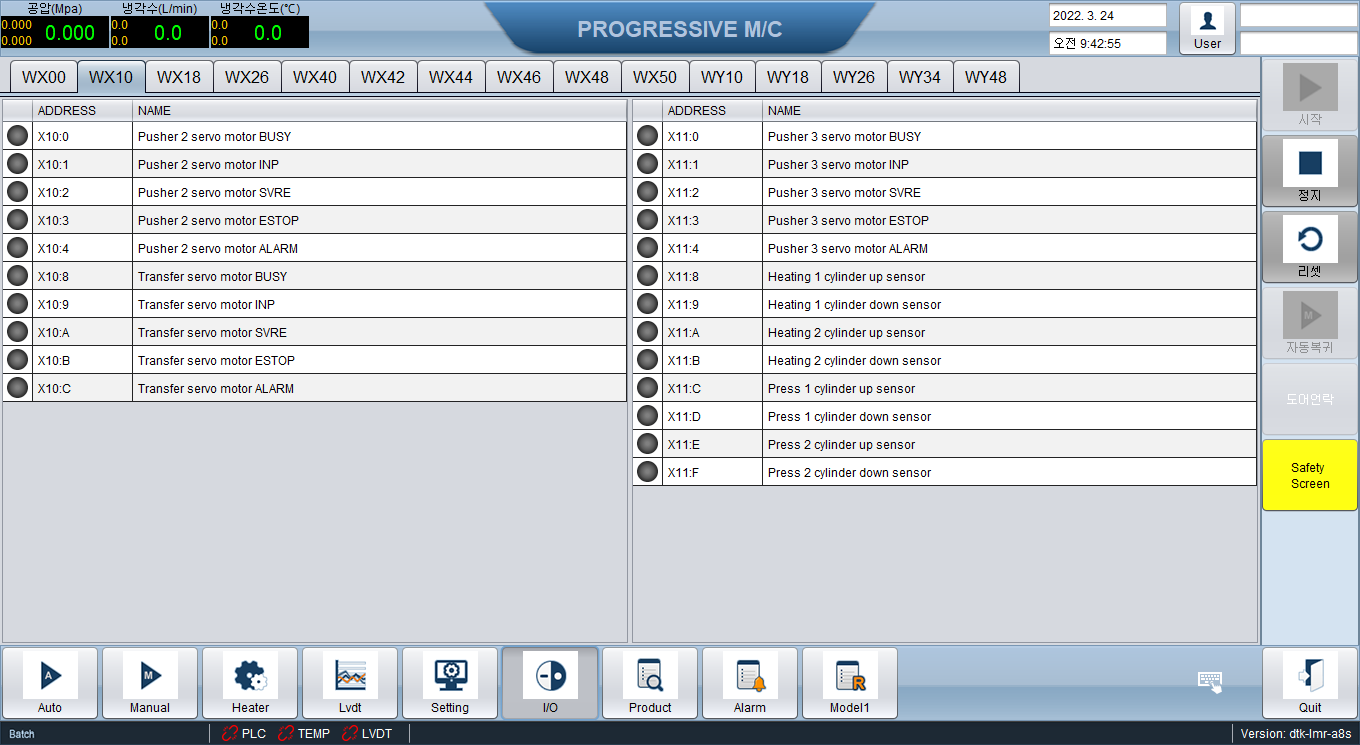 공압(Mpa) 냉각수(L/min) 냉각수온도(℃)
0.000 0.000 0.0 0.0 0.0 0.0
0.000 0.0 0.0
PROGRESSIVE M/C
2022. 3. 24
오전 9:42:55
User
WX00 WX10 WX18 WX26 WX40 WX42 WX44 WX46 WX48 WX50 WY10 WY18 WY26 WY34 WY48
ADDRESS NAME
X10:0 Pusher 2 servo motor BUSY
X10:1 Pusher 2 servo motor INP
X10:2 Pusher 2 servo motor SVRE
X10:3 Pusher 2 servo motor ESTOP
X10:4 Pusher 2 servo motor ALARM
X10:8 Transfer servo motor BUSY
X10:9 Transfer servo motor INP
X10:A Transfer servo motor SVRE
X10:B Transfer servo motor ESTOP
X10:C Transfer servo motor ALARM
ADDRESS NAME
X11:0 Pusher 3 servo motor BUSY
X11:1 Pusher 3 servo motor INP
X11:2 Pusher 3 servo motor SVRE
X11:3 Pusher 3 servo motor ESTOP
X11:4 Pusher 3 servo motor ALARM
X11:8 Heating 1 cylinder up sensor
X11:9 Heating 1 cylinder down sensor
X11:A Heating 2 cylinder up sensor
X11:B Heating 2 cylinder down sensor
X11:C Press 1 cylinder up sensor
X11:D Press 1 cylinder down sensor
X11:E Press 2 cylinder up sensor
X11:F Press 2 cylinder down sensor
시작
정지
리셋
M
자동복귀
도어언락
Safety
Screen
A M R
Auto Manual Heater Lvdt Setting I/O Product Alarm Model1 Quit
Batch PLC TEMP LVDT Version: dtk-lmr-a8s